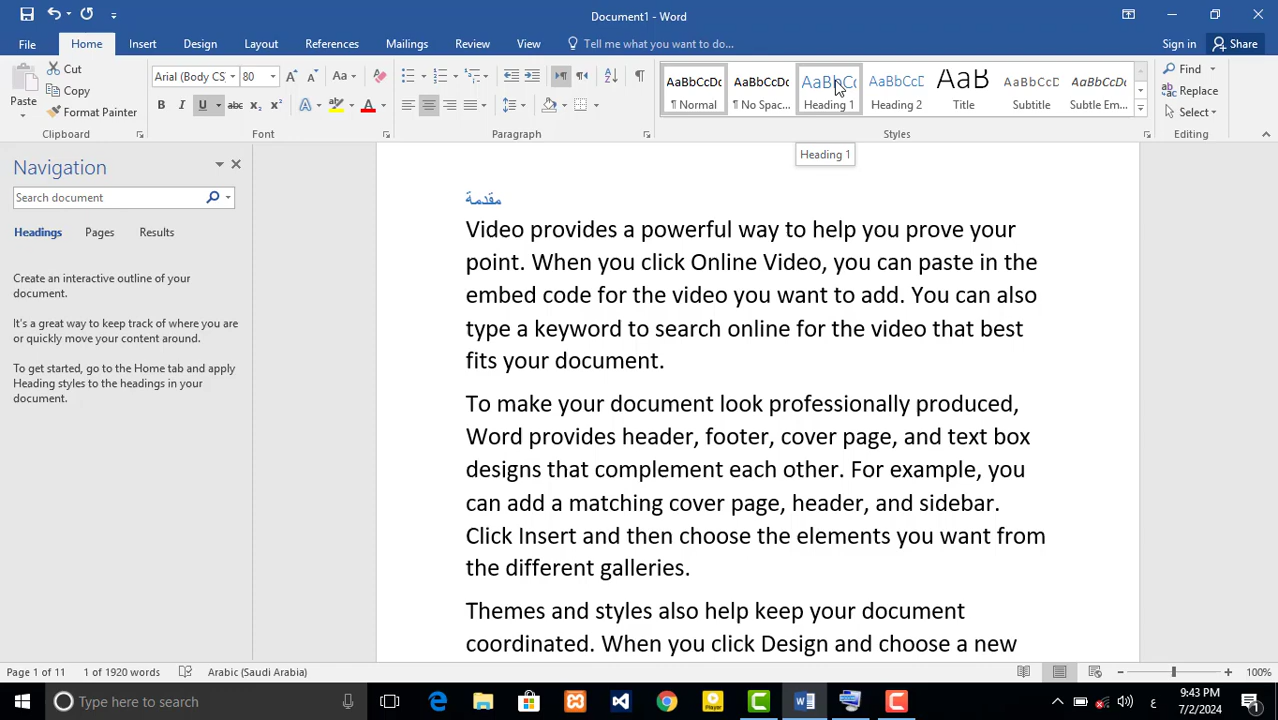 Document1 - Word
File
Home
Insert
Design
Layout
References
Mailings
Review
View
Tell me what you want to do...
Sign in
Share
Paste
Cut
Copy
Format Painter
Clipboard
Arial (Body CS
80
Aa
B I U abc x₂ x²
Font
Paragraph
AaBbCcDc
¶ Normal
AaBbCcDc
¶ No Spac...
AaBbCc
Heading 1
AaBbCcD
Heading 2
AaB
Title
AaBbCcD
Subtitle
AaBbCcDc
Subtle Em...
Styles
Find
Replace
Select
Editing
Heading 1
Navigation
Search document
Headings
Pages
Results
Create an interactive outline of your
document.
It's a great way to keep track of where you are
or quickly move your content around.
To get started, go to the Home tab and apply
Heading styles to the headings in your
document.
مقدمة
Video provides a powerful way to help you prove your
point. When you click Online Video, you can paste in the
embed code for the video you want to add. You can also
type a keyword to search online for the video that best
fits your document.
To make your document look professionally produced,
Word provides header, footer, cover page, and text box
designs that complement each other. For example, you
can add a matching cover page, header, and sidebar.
Click Insert and then choose the elements you want from
the different galleries.
Themes and styles also help keep your document
coordinated. When you click Design and choose a new
Page 1 of 11
1 of 1920 words
Arabic (Saudi Arabia)
100%
Type here to search
Player
ع
9:43 PM
7/2/2024
1